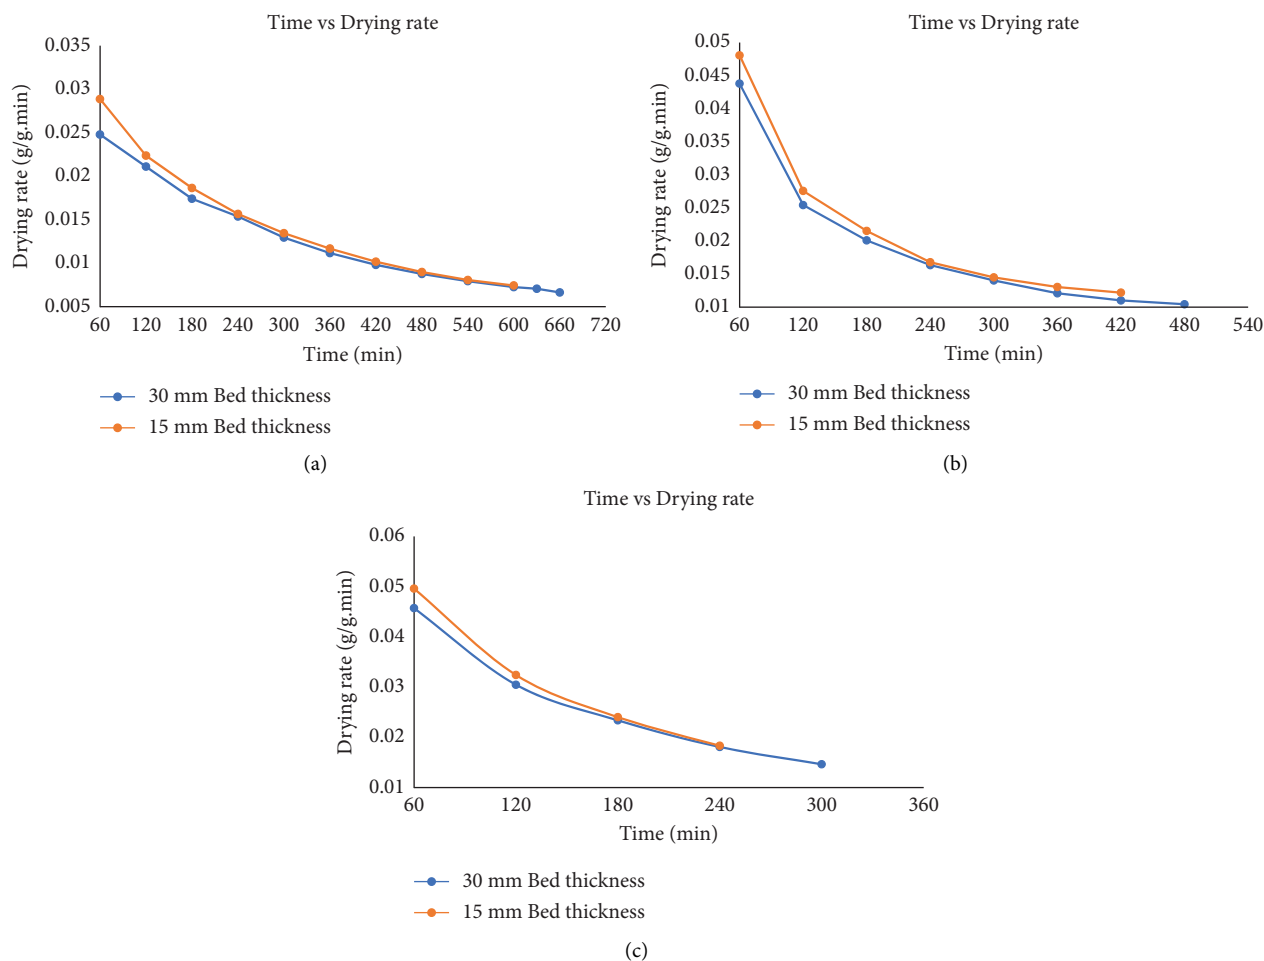 Time vs Drying rate
0.035
0.03
0.025
0.02
0.015
0.01
0.005
Drying rate (g/g.min)
60 120 180 240 300 360 420 480 540 600 660 720
Time (min)
30 mm Bed thickness
15 mm Bed thickness
(a)
Time vs Drying rate
0.05
0.045
0.04
0.035
0.03
0.025
0.02
0.015
0.01
Drying rate (g/g.min)
60 120 180 240 300 360 420 480 540
Time (min)
30 mm Bed thickness
15 mm Bed thickness
(b)
Time vs Drying rate
0.06
0.05
0.04
0.03
0.02
0.01
Drying rate (g/g.min)
60 120 180 240 300 360
Time (min)
30 mm Bed thickness
15 mm Bed thickness
(c)